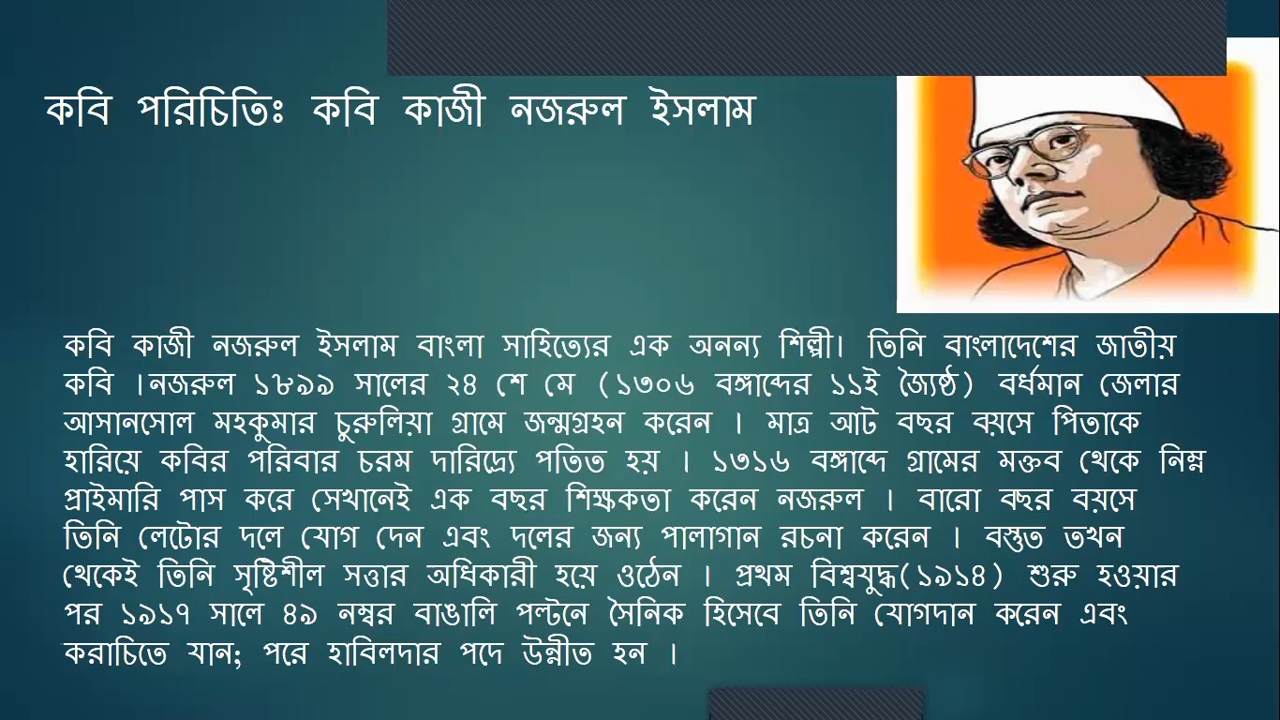 কবি পরিচিতিঃ কবি কাজী নজরুল ইসলাম
কবি কাজী নজরুল ইসলাম বাংলা সাহিত্যের এক অনন্য শিল্পী। তিনি বাংলাদেশের জাতীয়
কবি ।নজরুল ১৮৯৯ সালের ২৪ শে মে (১৩০৬ বঙ্গাব্দের ১১ই জ্যৈষ্ঠ) বর্ধমান জেলার
আসানসোল মহকুমার চুরুলিয়া গ্রামে জন্মগ্রহন করেন । মাত্র আট বছর বয়সে পিতাকে
হারিয়ে কবির পরিবার চরম দারিদ্র্যে পতিত হয় । ১৩১৬ বঙ্গাব্দে গ্রামের মক্তব থেকে নিম্ন
প্রাইমারি পাস করে সেখানেই এক বছর শিক্ষকতা করেন নজরুল । বারো বছর বয়সে
তিনি লেটোর দলে যোগ দেন এবং দলের জন্য পালাগান রচনা করেন । বস্তুত তখন
থেকেই তিনি সৃষ্টিশীল সত্তার অধিকারী হয়ে ওঠেন । প্রথম বিশ্বযুদ্ধ(১৯১৪) শুরু হওয়ার
পর ১৯১৭ সালে ৪৯ নম্বর বাঙালি পল্টনে সৈনিক হিসেবে তিনি যোগদান করেন এবং
করাচিতে যান; পরে হাবিলদার পদে উন্নীত হন ।